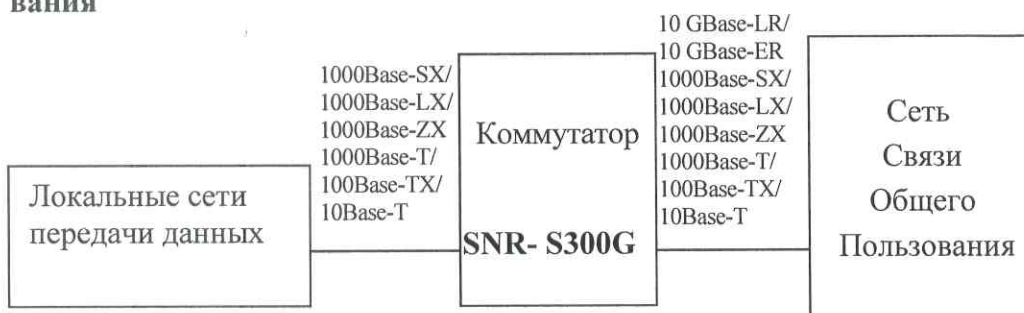 вания
Локальные сети
передачи данных
1000Base-SX/
1000Base-LX/
1000Base-ZX
1000Base-T/
100Base-TX/
10Base-T
Коммутатор
SNR- S300G
10 GBase-LR/
10 GBase-ER
1000Base-SX/
1000Base-LX/
1000Base-ZX
1000Base-T/
100Base-TX/
10Base-T
Сеть
Связи
Общего
Пользования